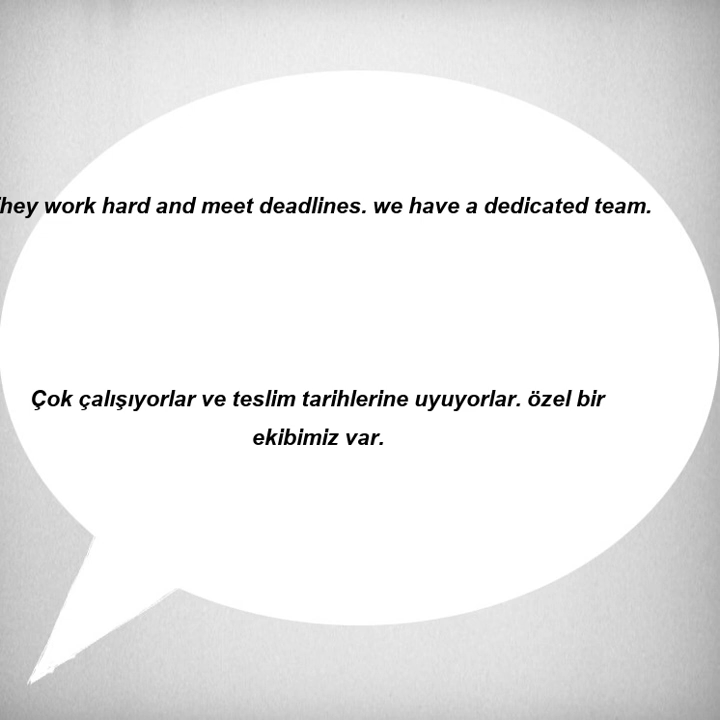 They work hard and meet deadlines. we have a dedicated team.
Çok çalışıyorlar ve teslim tarihlerine uyuyorlar. özel bir
ekibimiz var.